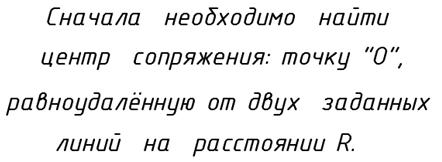 Сначала необходимо найти
центр сопряжения: точку "О",
равноудалённую от двух заданных
линий на расстоянии R.